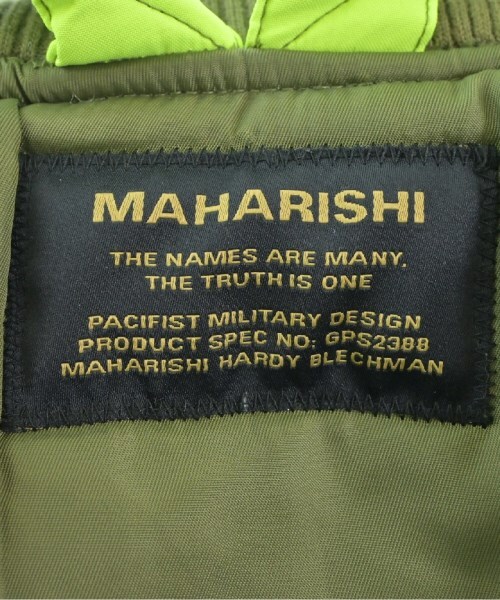 MAHARISHI
THE NAMES ARE MANY.
THE TRUTH IS ONE
PACIFIST MILITARY DESIGN
PRODUCT SPEC NO: GPS2388
MAHARISHI HARDY BLECHMAN